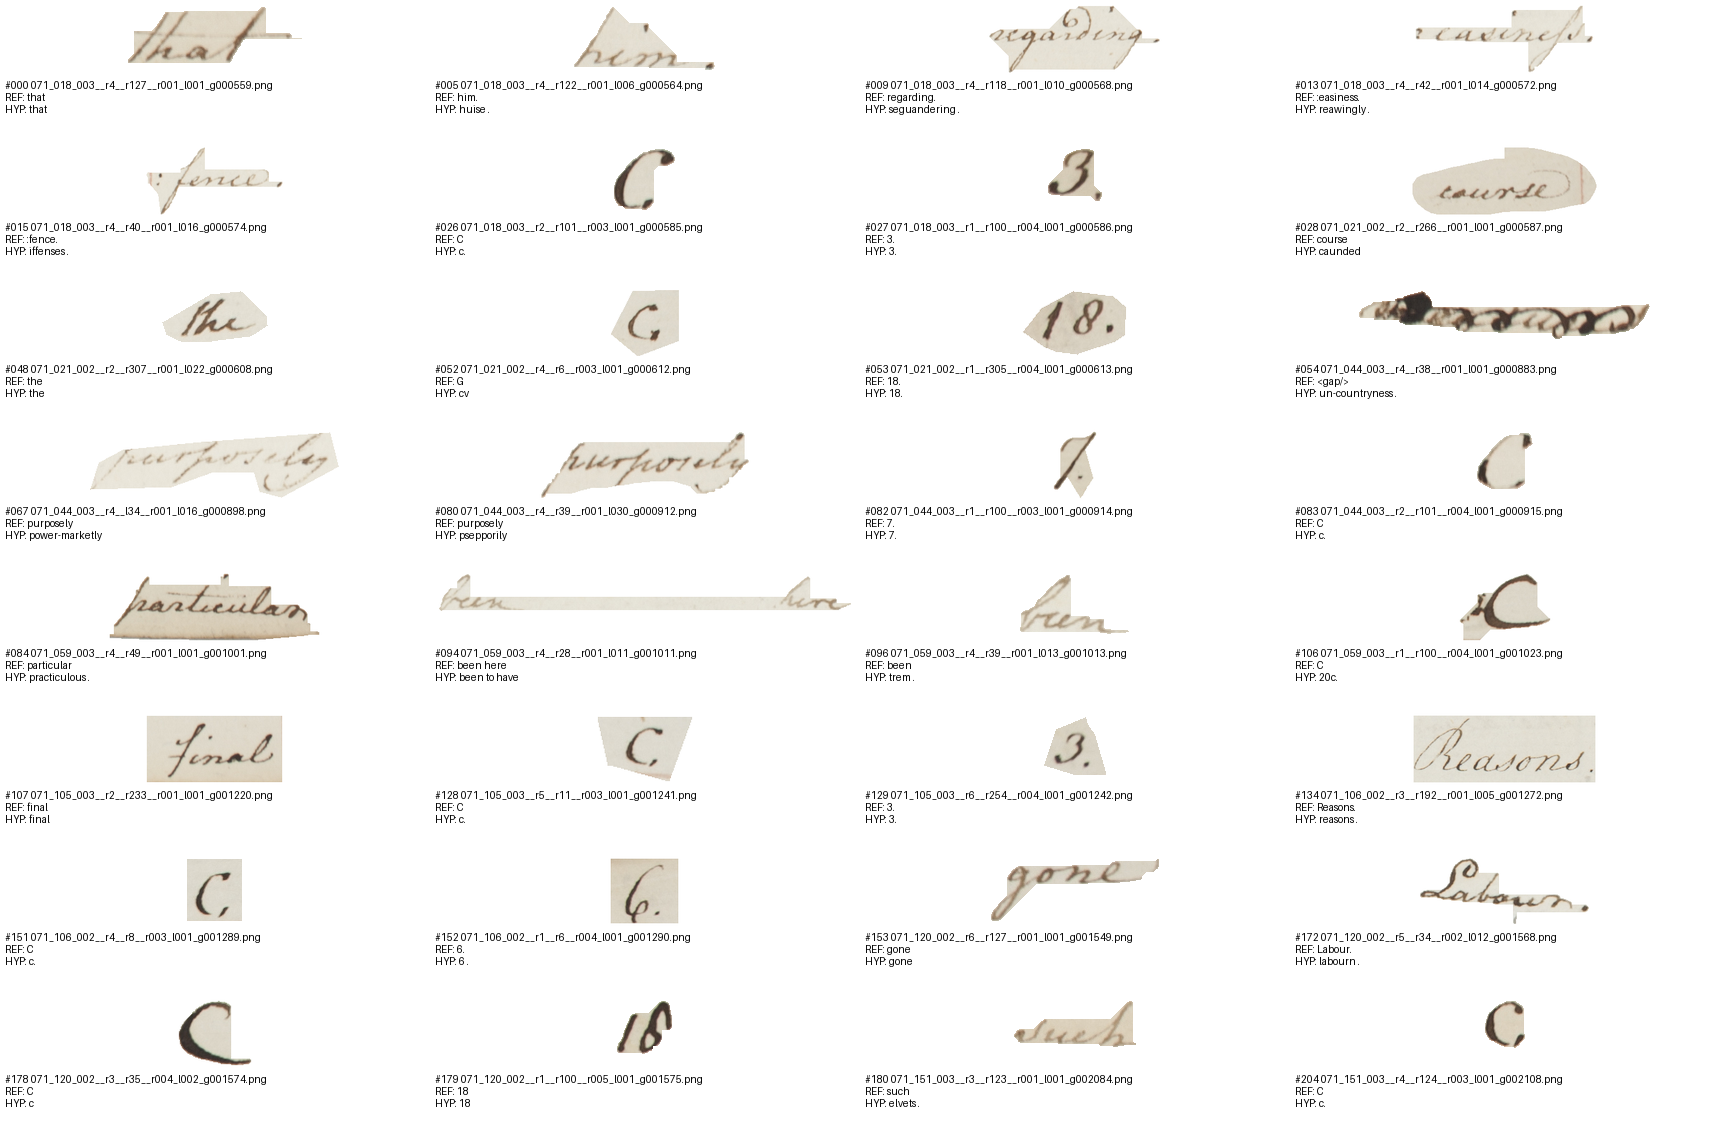 that him. regarding. :easiness.
#000 071_018_003__r4__r127__r001_l001_g000559.png #005 071_018_003__r4__r122__r001_l006_g000564.png #009 071_018_003__r4__r118__r001_l010_g000568.png #013 071_018_003__r4__r42__r001_l014_g000572.png
REF: that REF: him. REF: regarding. REF: :easiness.
HYP: that HYP: huise . HYP: seguandering . HYP: reawingly .
: fence. C 3. course
#015 071_018_003__r4__r40__r001_l016_g000574.png #026 071_018_003__r2__r101__r003_l001_g000585.png #027 071_018_003__r1__r100__r004_l001_g000586.png #028 071_021_002__r2__r266__r001_l001_g000587.png
REF: :fence. REF: C REF: 3. REF: course
HYP: iffenses . HYP: c. HYP: 3. HYP: caunded
the C. 18.
#048 071_021_002__r2__r307__r001_l022_g000608.png #052 071_021_002__r4__r6__r003_l001_g000612.png #053 071_021_002__r1__r305__r004_l001_g000613.png #054 071_044_003__r4__r38__r001_l001_g000883.png
REF: the REF: G REF: 18. REF: <gap/>
HYP: the HYP: cv HYP: 18. HYP: un-countryness .
purposely purposely 7. C
#067 071_044_003__r4__l34__r001_l016_g000898.png #080 071_044_003__r4__r39__r001_l030_g000912.png #082 071_044_003__r1__r100__r003_l001_g000914.png #083 071_044_003__r2__r101__r004_l001_g000915.png
REF: purposely REF: purposely REF: 7. REF: C
HYP: power-marketly HYP: psepporily HYP: 7. HYP: c.
particular been here been C
#084 071_059_003__r4__r49__r001_l001_g001001.png #094 071_059_003__r4__r28__r001_l011_g001011.png #096 071_059_003__r4__r39__r001_l013_g001013.png #106 071_059_003__r1__r100__r004_l001_g001023.png
REF: particular REF: been here REF: been REF: C
HYP: practiculous . HYP: been to have HYP: trem . HYP: 20c.
final C. 3. Reasons.
#107 071_105_003__r2__r233__r001_l001_g001220.png #128 071_105_003__r5__r11__r003_l001_g001241.png #129 071_105_003__r6__r254__r004_l001_g001242.png #134 071_106_002__r3__r192__r001_l005_g001272.png
REF: final REF: C REF: 3. REF: Reasons.
HYP: final HYP: c. HYP: 3. HYP: reasons .
C. 6. gone Labour.
#151 071_106_002__r4__r8__r003_l001_g001289.png #152 071_106_002__r1__r6__r004_l001_g001290.png #153 071_120_002__r6__r127__r001_l001_g001549.png #172 071_120_002__r5__r34__r002_l012_g001568.png
REF: C REF: 6. REF: gone REF: Labour.
HYP: c. HYP: 6 . HYP: gone HYP: labourn .
C 18 such C.
#178 071_120_002__r3__r35__r004_l002_g001574.png #179 071_120_002__r1__r100__r005_l001_g001575.png #180 071_151_003__r3__r123__r001_l001_g002084.png #204 071_151_003__r4__r124__r003_l001_g002108.png
REF: C REF: 18 REF: such REF: C
HYP: c HYP: 18 HYP: elvets . HYP: c.